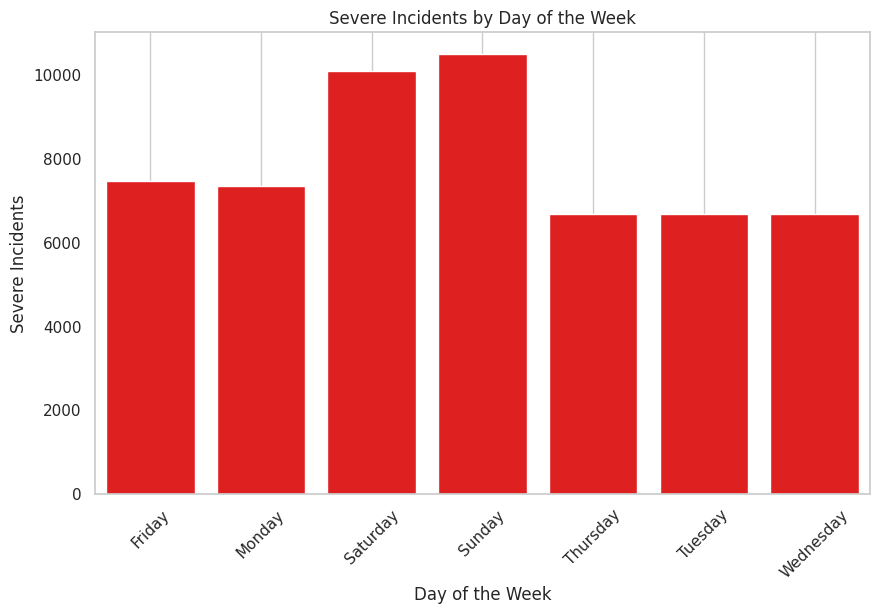 Severe Incidents by Day of the Week
Severe Incidents
10000
8000
6000
4000
2000
0
Friday
Monday
Saturday
Sunday
Thursday
Tuesday
Wednesday
Day of the Week